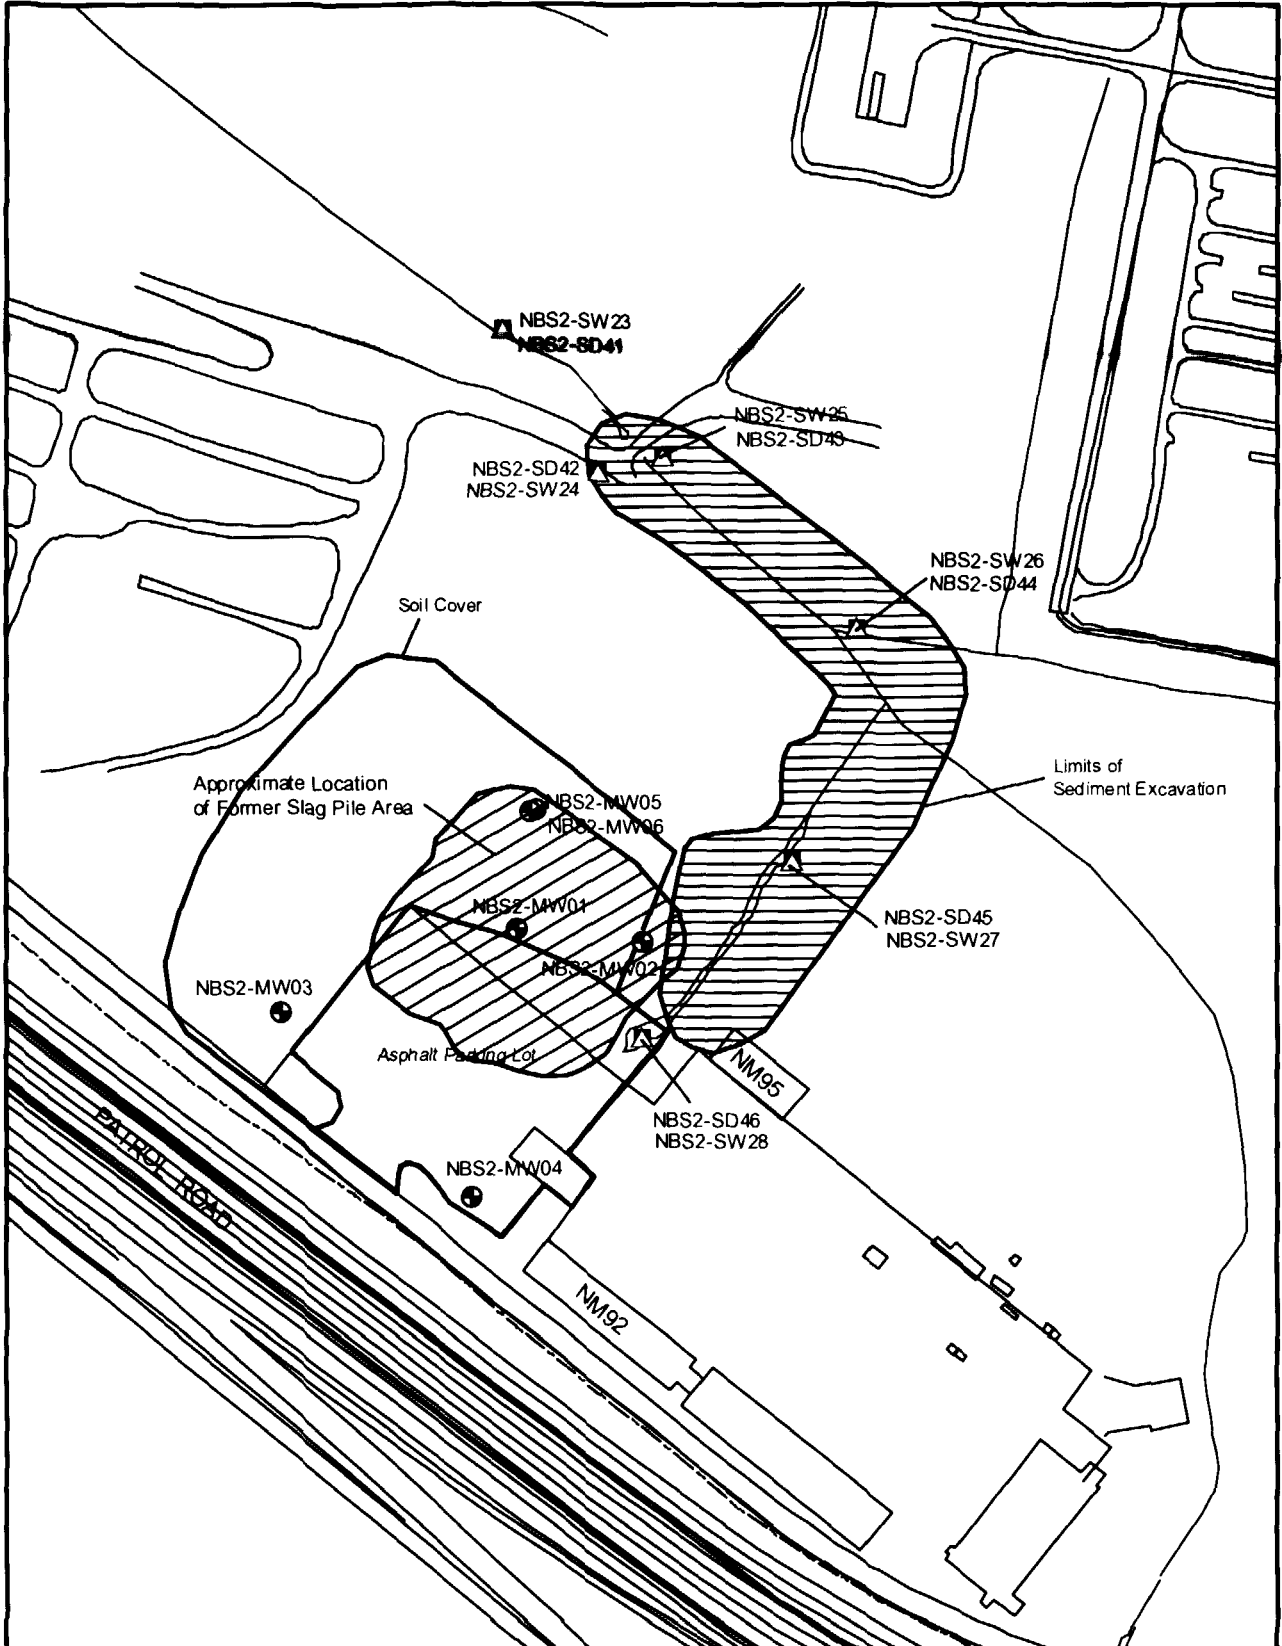 NBS2-SW23
NBS2-SD41
NBS2-SW25
NBS2-SD43
NBS2-SD42
NBS2-SW24
NBS2-SW26
NBS2-SD44
Soil Cover
Limits of
Sediment Excavation
Approximate Location
of Former Slag Pile Area
NBS2-MW05
NBS2-MW06
NBS2-MW01
NBS2-SD45
NBS2-SW27
NBS2-MW02
NBS2-MW03
Asphalt Parking Lot
NM95
NBS2-SD46
NBS2-SW28
PATROL ROAD
NBS2-MW04
NM92